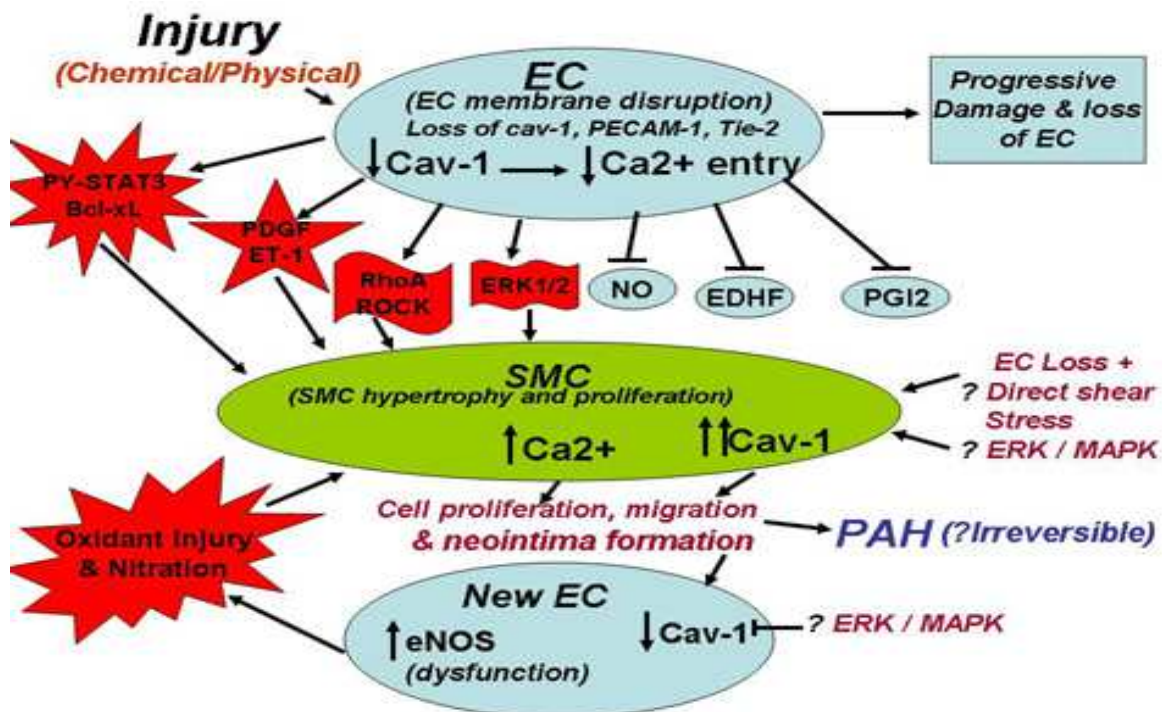 Injury
(Chemical/Physical)
EC
(EC membrane disruption)
Loss of cav-1, PECAM-1, Tie-2
↓Cav-1 → ↓Ca2+ entry
Progressive
Damage & loss
of EC
PY-STAT3
Bcl-xL
PDGF
ET-1
RhoA
ROCK
ERK1/2
NO
EDHF
PGI2
SMC
(SMC hypertrophy and proliferation)
↑Ca2+
↑↑Cav-1
EC Loss +
? Direct shear
Stress
? ERK / MAPK
Cell proliferation, migration
& neointima formation
PAH (?Irreversible)
Oxidant Injury
& Nitration
New EC
↑eNOS
(dysfunction)
↓Cav-1
? ERK / MAPK